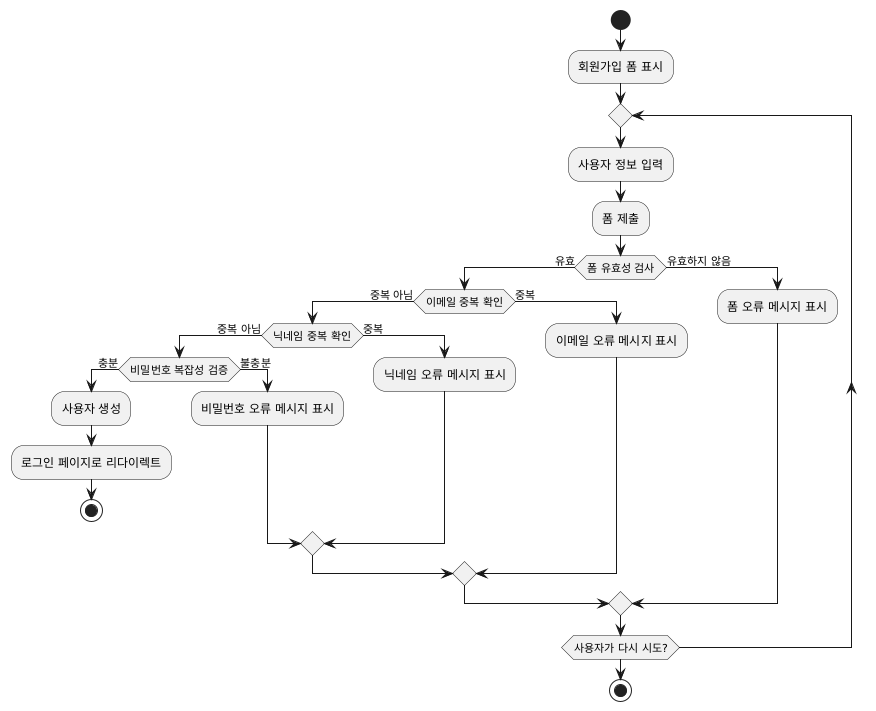 회원가입 폼 표시
사용자 정보 입력
폼 제출
유효
폼 유효성 검사
유효하지 않음
중복 아님
이메일 중복 확인
중복
폼 오류 메시지 표시
중복 아님
닉네임 중복 확인
중복
이메일 오류 메시지 표시
충분
비밀번호 복잡성 검증
불충분
닉네임 오류 메시지 표시
사용자 생성
비밀번호 오류 메시지 표시
로그인 페이지로 리다이렉트
사용자가 다시 시도?